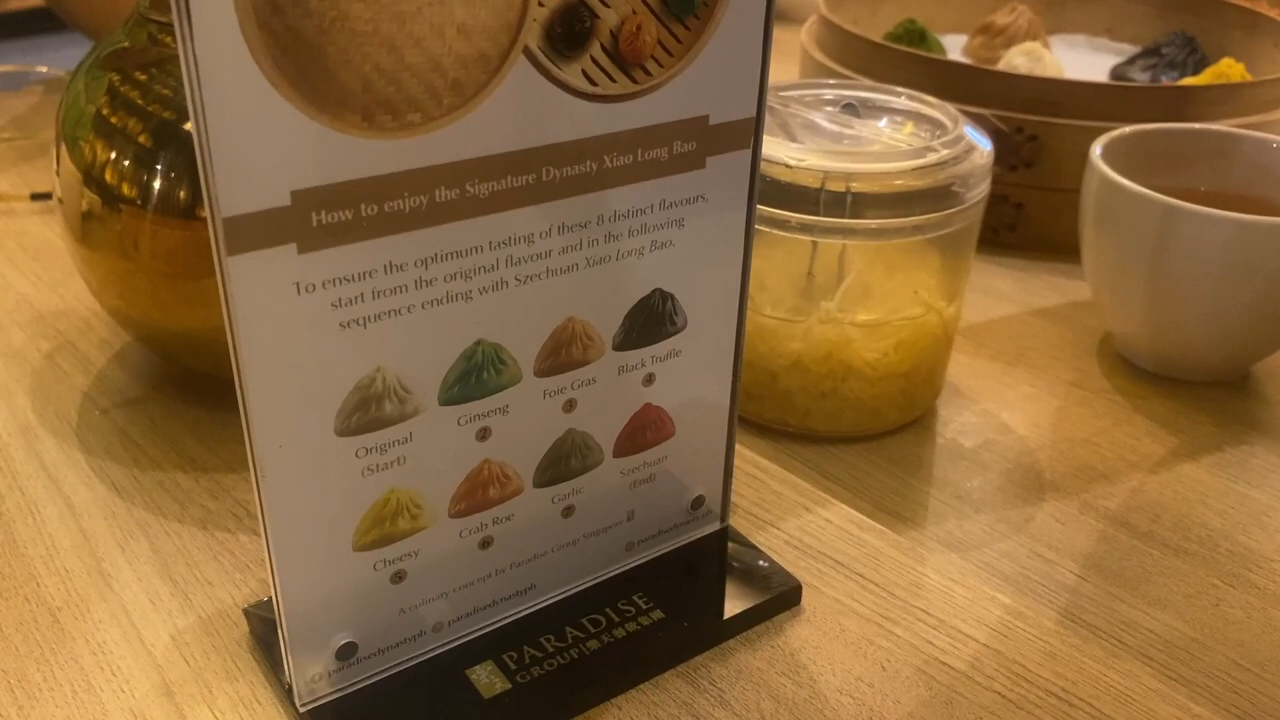 How to enjoy the Signature Dynasty Xiao Long Bao
To ensure the optimum tasting of these 8 distinct flavours,
start from the original flavour and in the following
sequence ending with Szechuan Xiao Long Bao.
Original
(Start)
Ginseng
2
Foie Gras
3
Black Truffle
4
Cheesy
5
Crab Roe
6
Garlic
7
Szechuan
(End)
A culinary concept by Paradise Group Singapore
paradisedynastyph
paradisedynastyph
paradisedynasty.ph
PARADISE
GROUP|樂天餐飲集團